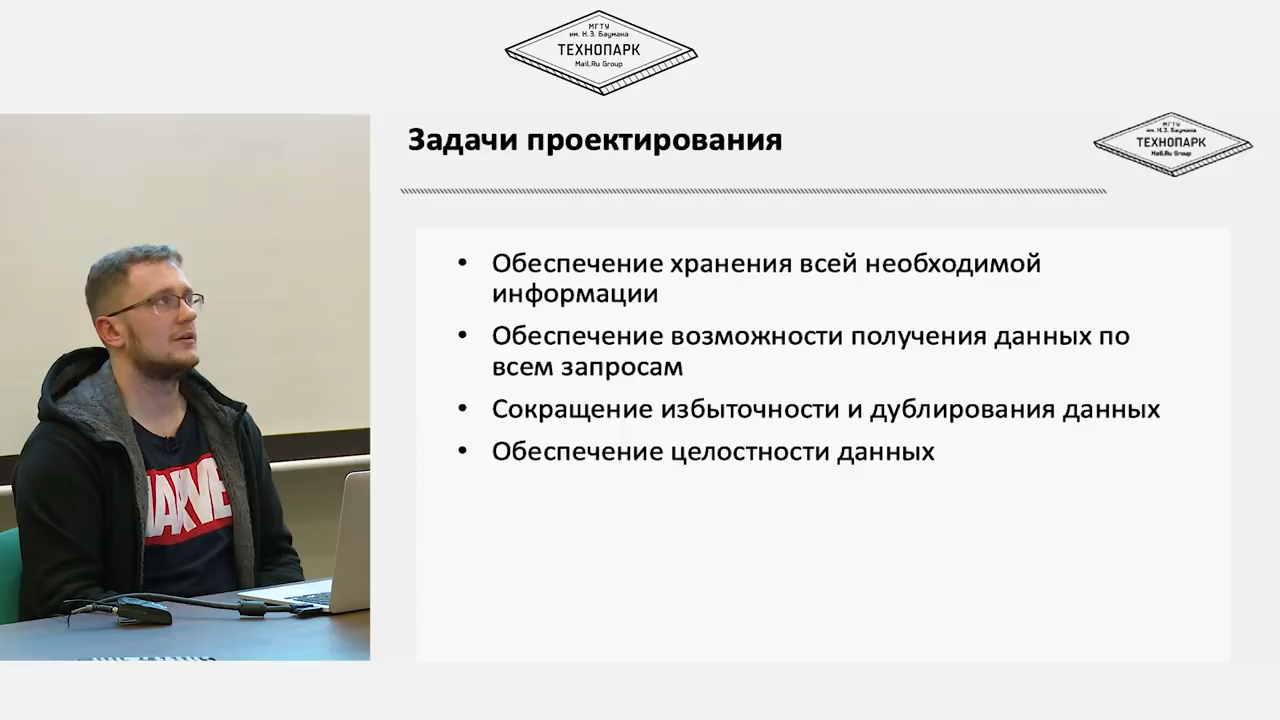 МГТУ
им. Н.Э. Баумана
ТЕХНОПАРК
Mail.Ru Group
Задачи проектирования
МГТУ
им. Н.Э. Баумана
ТЕХНОПАРК
Mail.Ru Group
• Обеспечение хранения всей необходимой
информации
• Обеспечение возможности получения данных по
всем запросам
• Сокращение избыточности и дублирования данных
• Обеспечение целостности данных
MARVEL